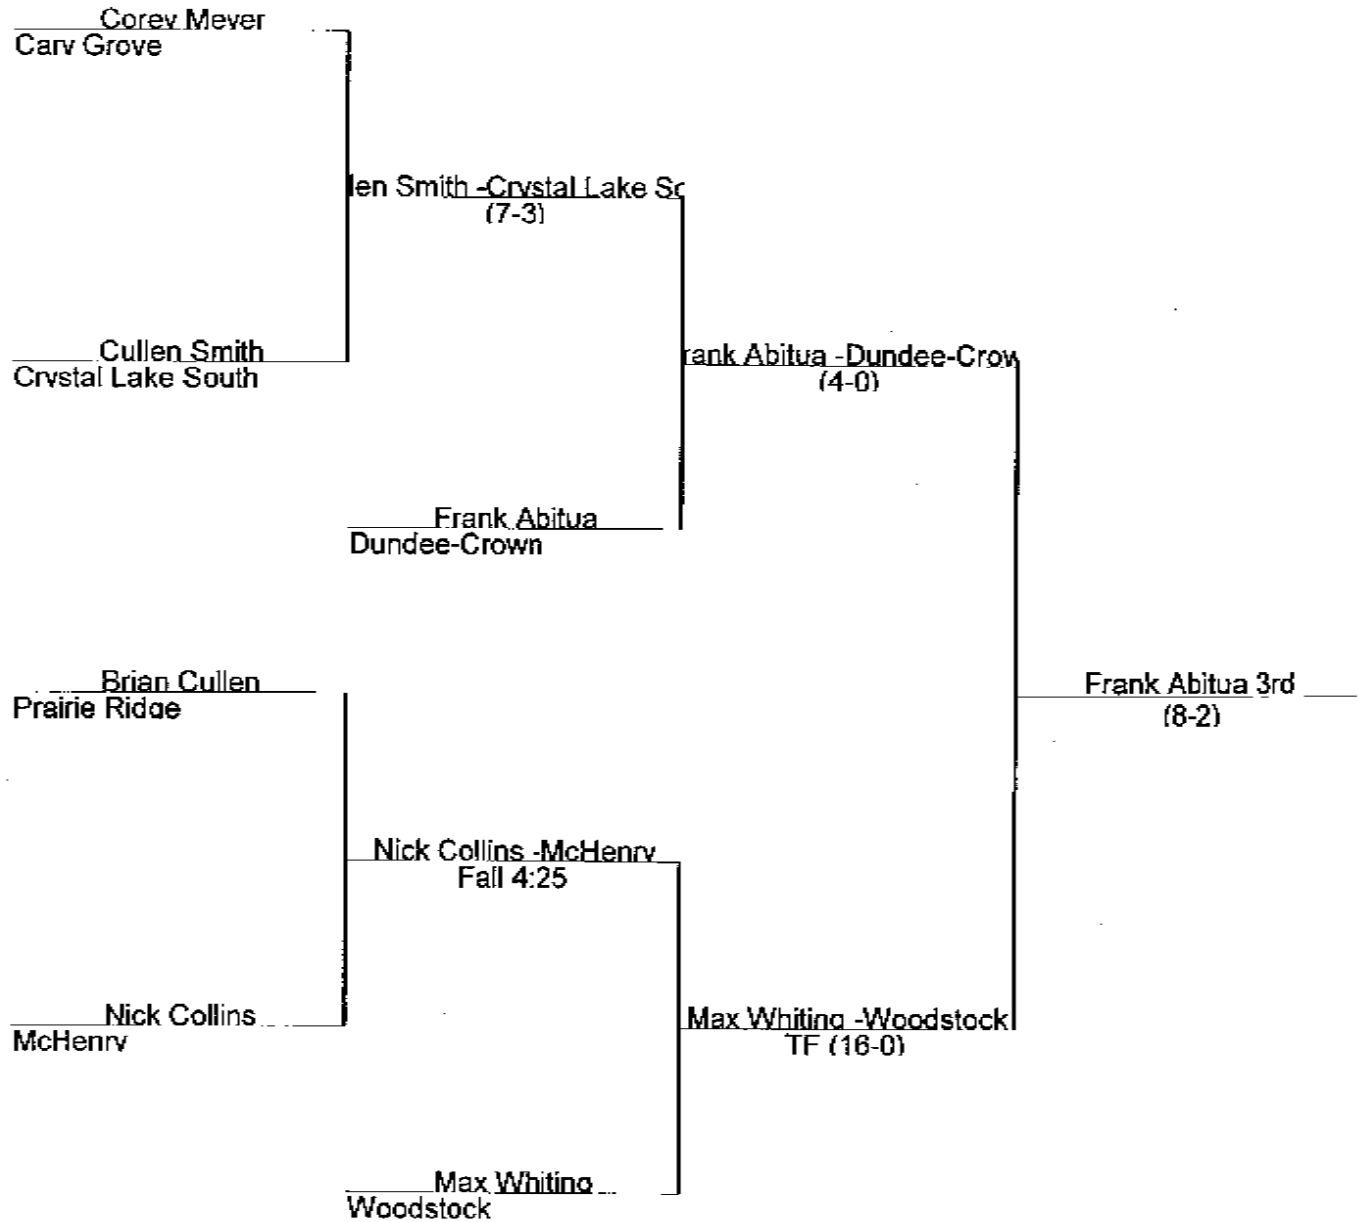 Corey Meyer
Cary Grove
len Smith -Crystal Lake So
(7-3)
Cullen Smith
Crystal Lake South
rank Abitua -Dundee-Crow
(4-0)
Frank Abitua
Dundee-Crown
Brian Cullen
Prairie Ridge
Frank Abitua 3rd
(8-2)
Nick Collins -McHenry
Fall 4:25
Nick Collins
McHenry
Max Whiting -Woodstock
TF (16-0)
Max Whiting
Woodstock